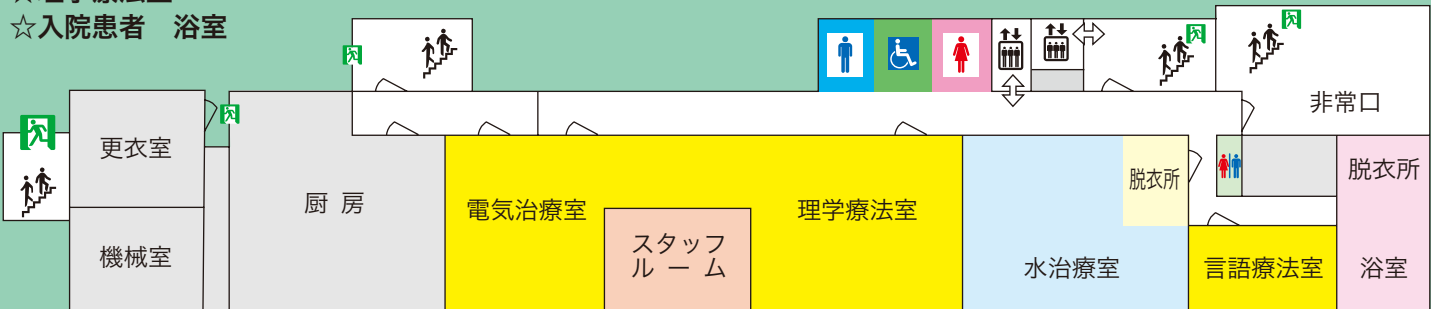 ☆入院患者　浴室
非常口
更衣室
脱衣所
脱衣所
厨 房
電気治療室
理学療法室
スタッフ
ルーム
機械室
水治療室
言語療法室
浴室